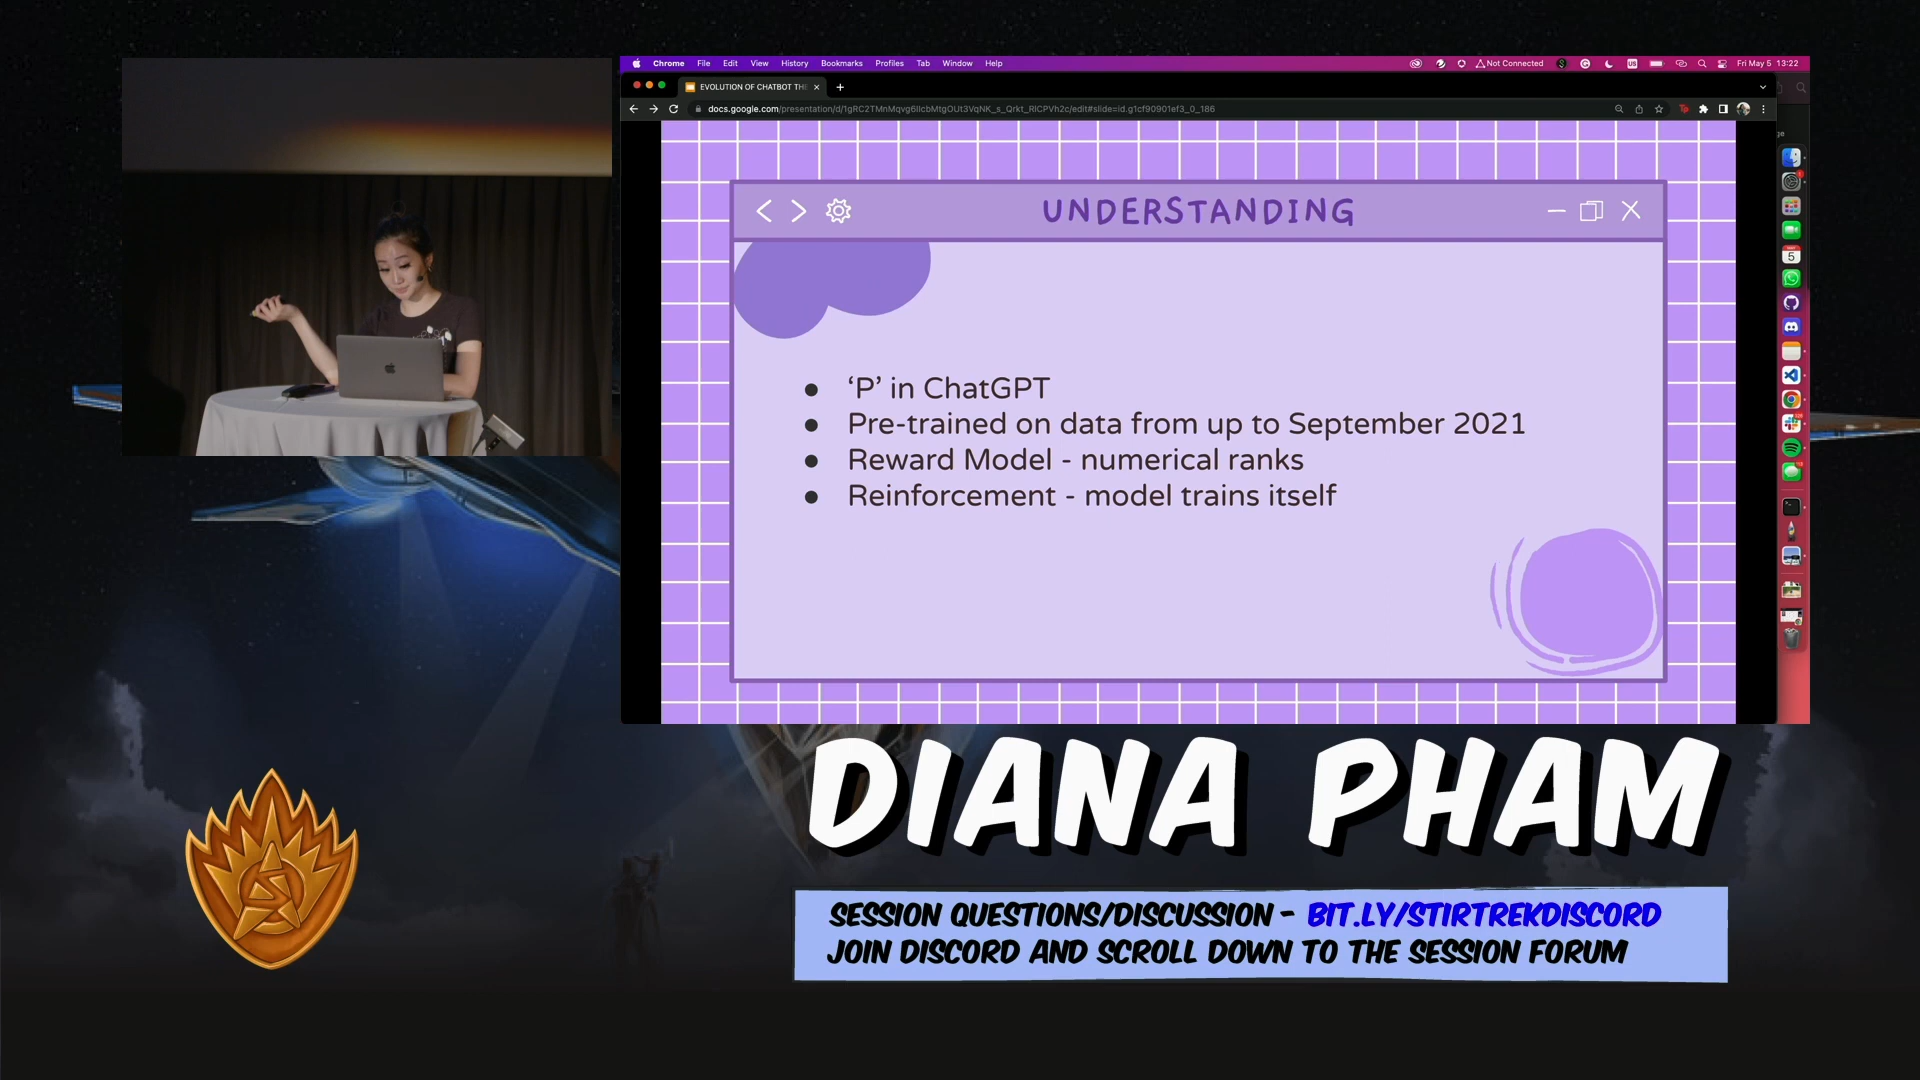 Chrome File Edit View History Bookmarks Profiles Tab Window Help
Not Connected US Fri May 5 13:22
EVOLUTION OF CHATBOT TH
UNDERSTANDING
‘P’ in ChatGPT
Pre-trained on data from up to September 2021
Reward Model - numerical ranks
Reinforcement - model trains itself
5
DIANA PHAM
SESSION QUESTIONS/DISCUSSION - BIT.LY/STIRTREKDISCORD
JOIN DISCORD AND SCROLL DOWN TO THE SESSION FORUM